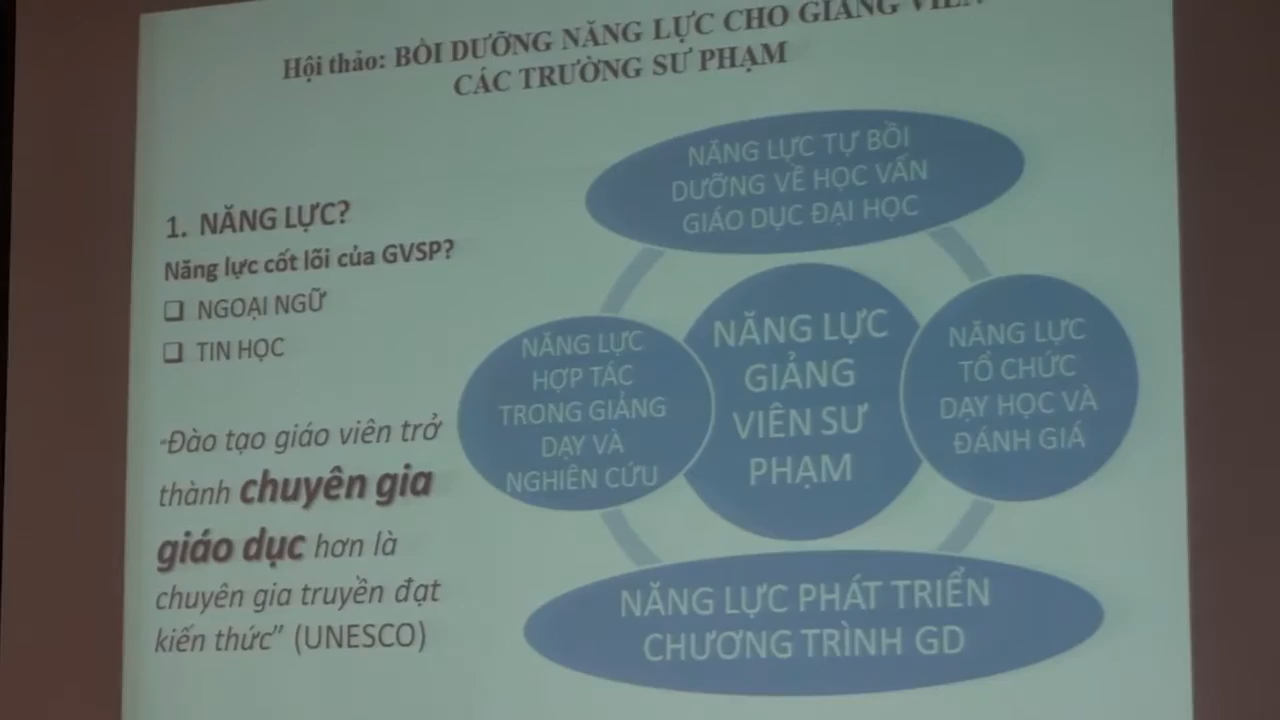 Hội thảo: BỒI DƯỠNG NĂNG LỰC CHO GIẢNG VIÊN
CÁC TRƯỜNG SƯ PHẠM
1. NĂNG LỰC?
Năng lực cốt lõi của GVSP?
❑ NGOẠI NGỮ
❑ TIN HỌC
“Đào tạo giáo viên trở
thành chuyên gia
giáo dục hơn là
chuyên gia truyền đạt
kiến thức” (UNESCO)
NĂNG LỰC TỰ BỒI
DƯỠNG VỀ HỌC VẤN
GIÁO DỤC ĐẠI HỌC
NĂNG LỰC
HỢP TÁC
TRONG GIẢNG
DẠY VÀ
NGHIÊN CỨU
NĂNG LỰC
GIẢNG
VIÊN SƯ
PHẠM
NĂNG LỰC
TỔ CHỨC
DẠY HỌC VÀ
ĐÁNH GIÁ
NĂNG LỰC PHÁT TRIỂN
CHƯƠNG TRÌNH GD